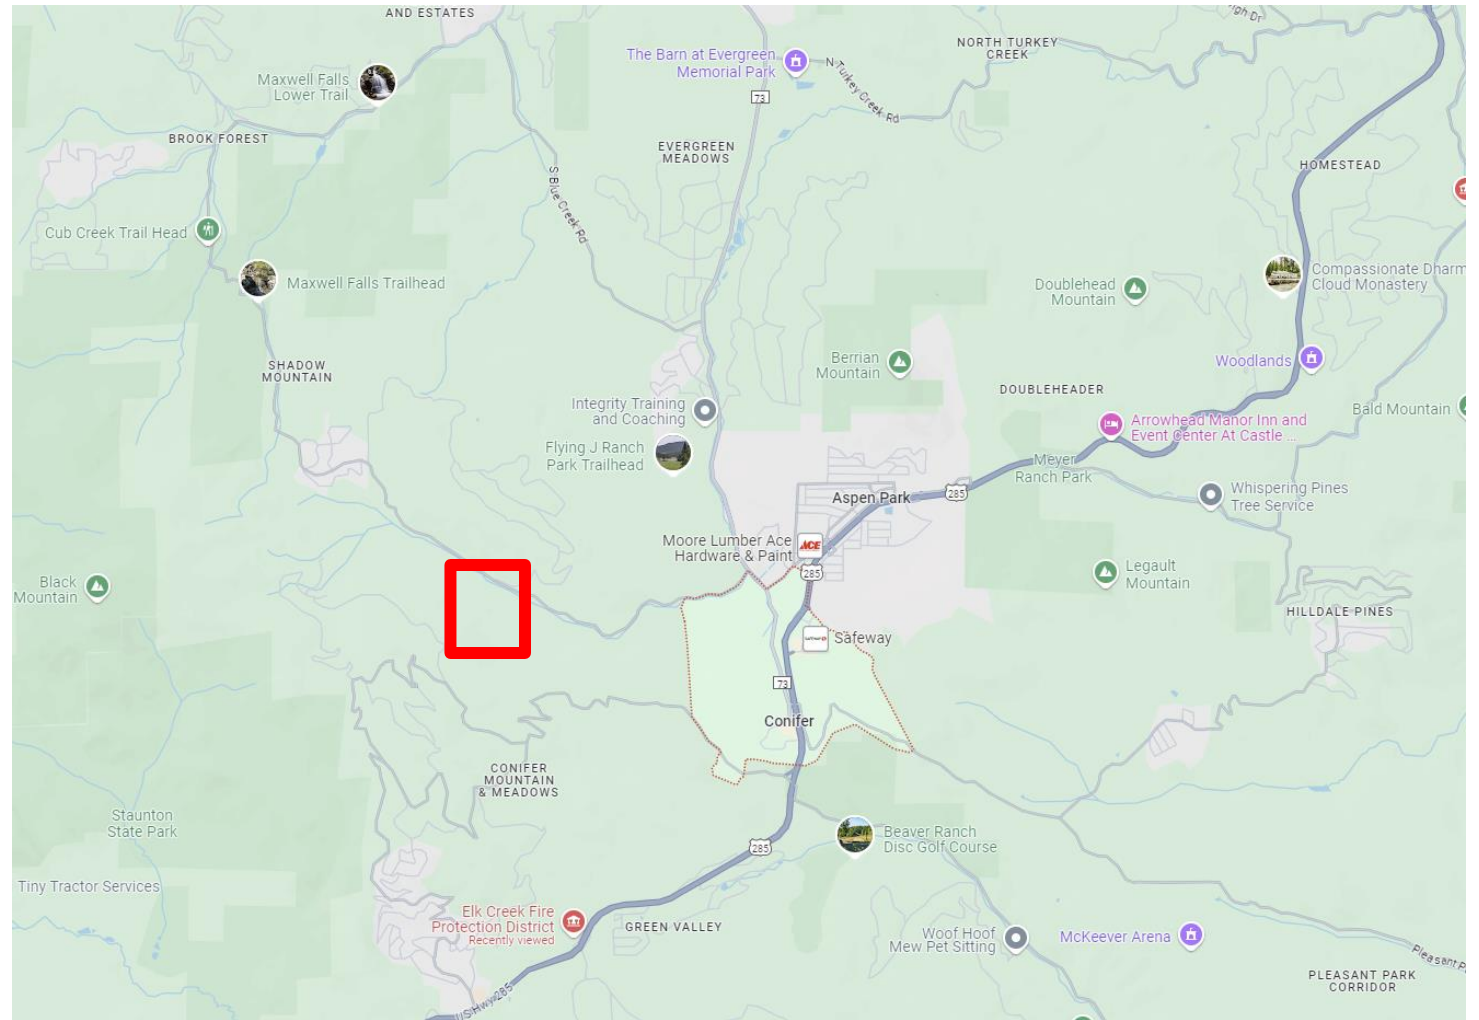 AND ESTATES
NORTH TURKEY
CREEK
The Barn at Evergreen
Memorial Park
N Turkey Creek Rd
Maxwell Falls
Lower Trail
73
BROOK FOREST
EVERGREEN
MEADOWS
HOMESTEAD
S Blue Creek Rd
Cub Creek Trail Head
Maxwell Falls Trailhead
Doublehead
Mountain
Compassionate Dharm
Cloud Monastery
SHADOW
MOUNTAIN
Berrian
Mountain
Woodlands
DOUBLEHEADER
Integrity Training
and Coaching
Bald Mountain
Arrowhead Manor Inn and
Event Center At Castle ...
Flying J Ranch
Park Trailhead
Meyer
Ranch Park
Aspen Park
285
Whispering Pines
Tree Service
Moore Lumber Ace
Hardware & Paint
ACE
285
Legault
Mountain
Black
Mountain
HILLDALE PINES
Safeway
73
Conifer
CONIFER
MOUNTAIN
& MEADOWS
Staunton
State Park
285
Beaver Ranch
Disc Golf Course
Tiny Tractor Services
Elk Creek Fire
Protection District
Recently viewed
GREEN VALLEY
Woof Hoof
Mew Pet Sitting
McKeever Arena
Pleasant P
PLEASANT PARK
CORRIDOR
US Hwy 285